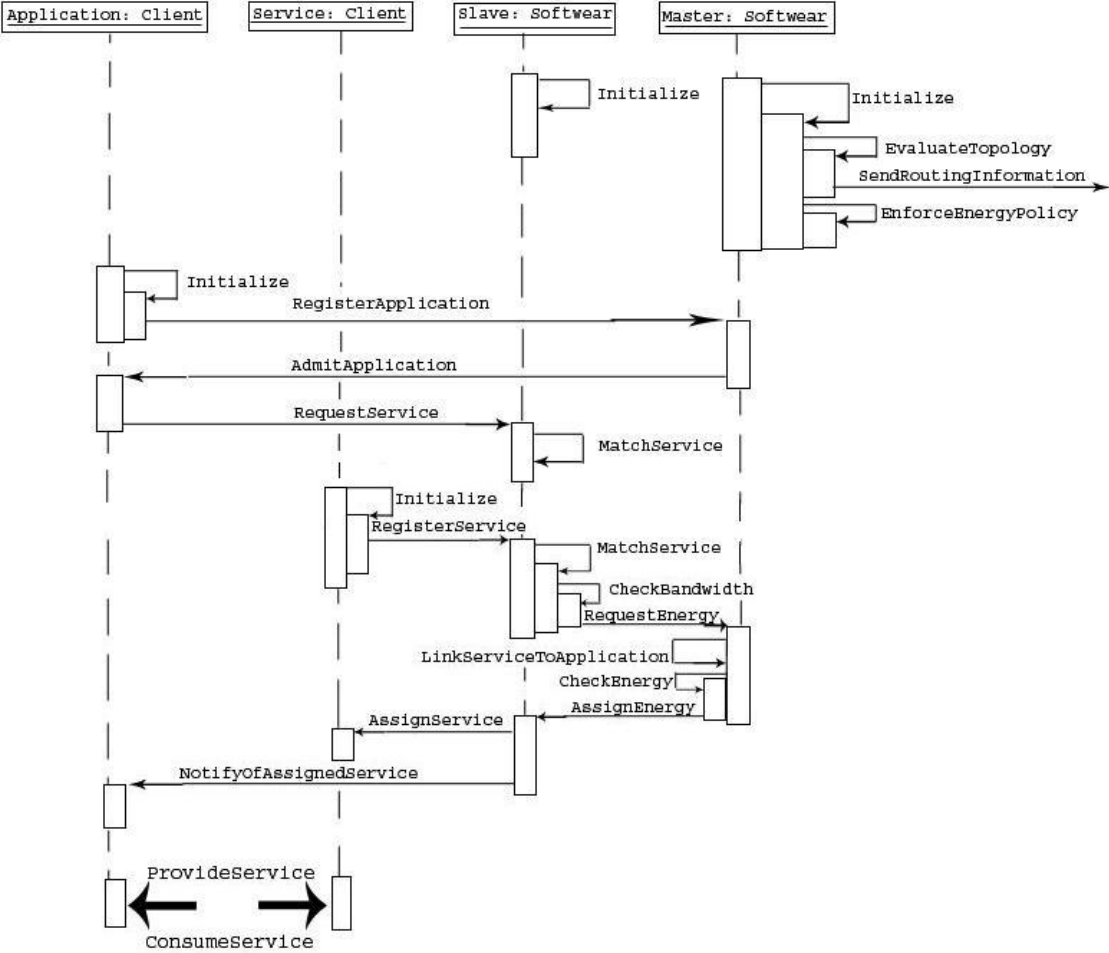 Application: Client
Service: Client
Slave: Softwear
Master: Softwear
Initialize
Initialize
EvaluateTopology
SendRoutingInformation
EnforceEnergyPolicy
Initialize
RegisterApplication
AdmitApplication
RequestService
MatchService
Initialize
RegisterService
MatchService
CheckBandwidth
RequestEnergy
LinkServiceToApplication
CheckEnergy
AssignEnergy
AssignService
NotifyOfAssignedService
ProvideService
ConsumeService